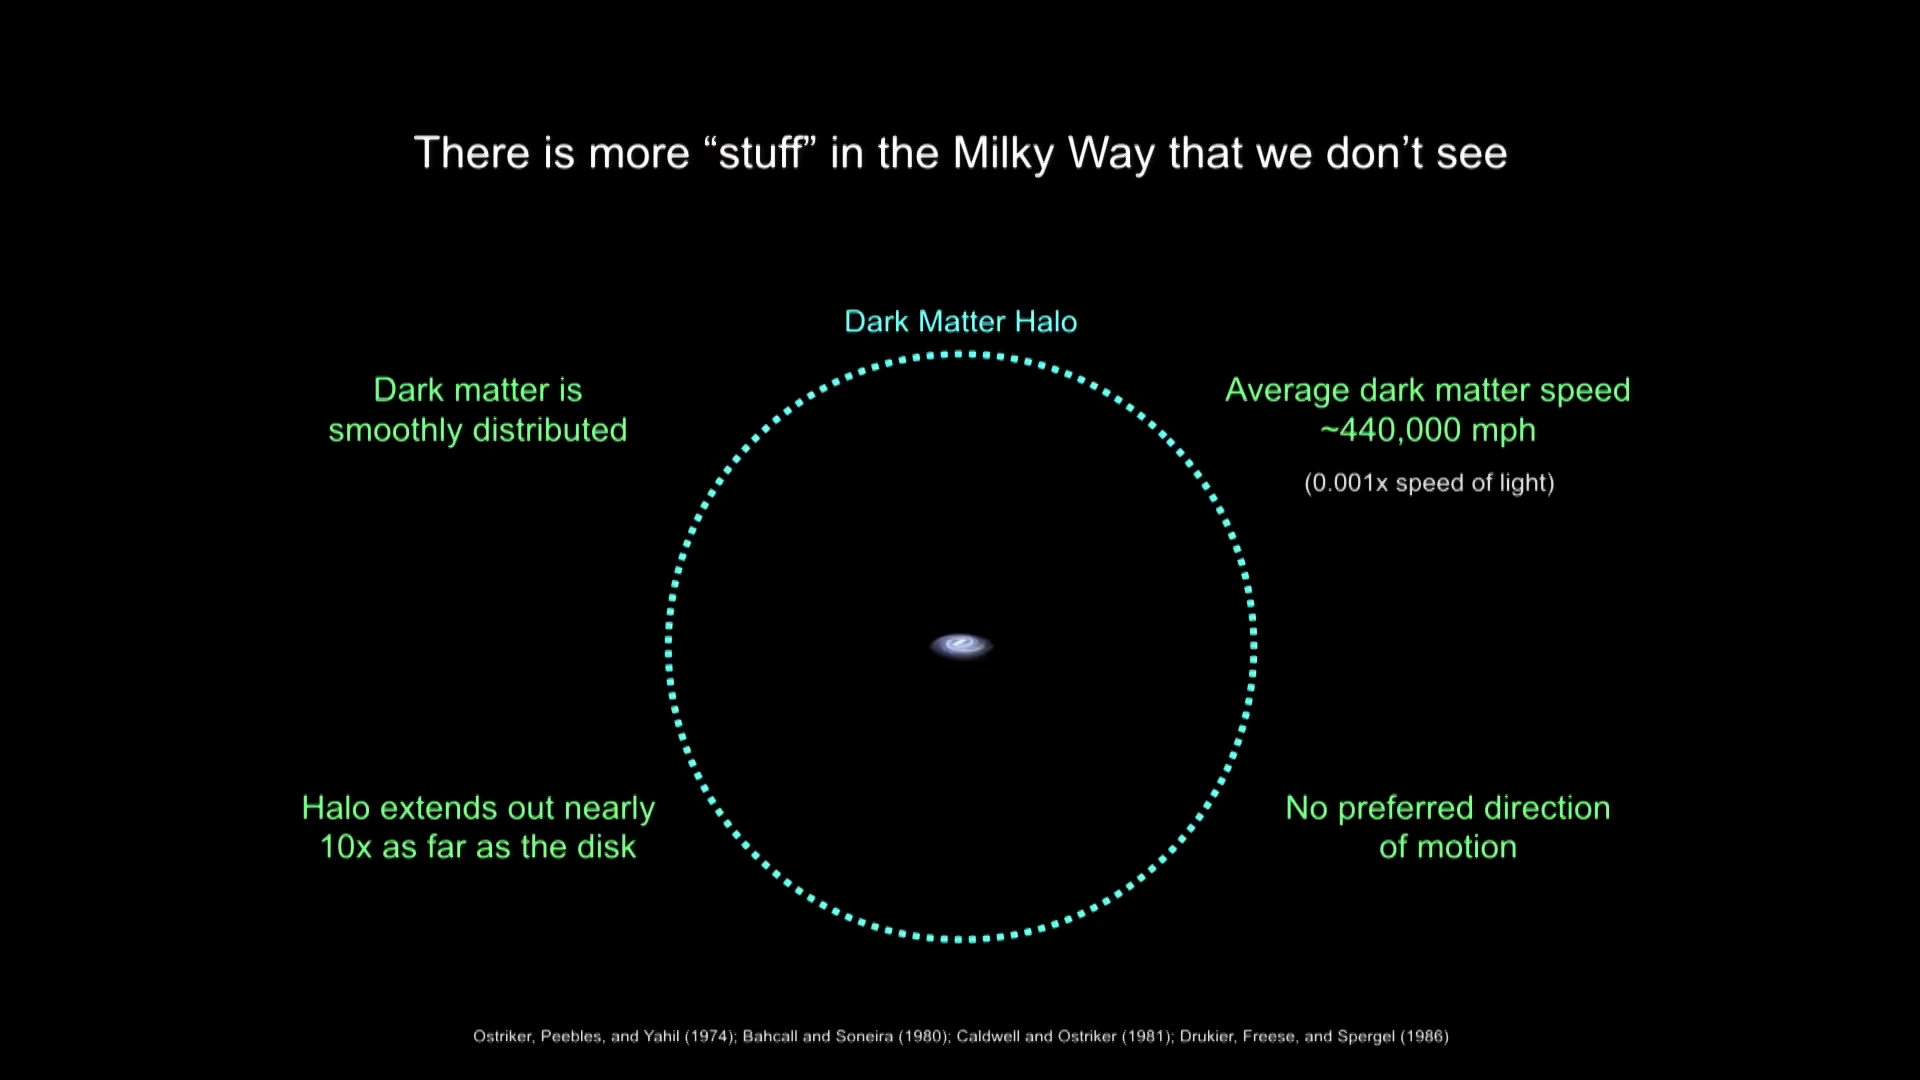 There is more “stuff” in the Milky Way that we don’t see
Dark Matter Halo
Dark matter is
smoothly distributed
Average dark matter speed
~440,000 mph
(0.001x speed of light)
Halo extends out nearly
10x as far as the disk
No preferred direction
of motion
Ostriker, Peebles, and Yahil (1974); Bahcall and Soneira (1980); Caldwell and Ostriker (1981); Drukier, Freese, and Spergel (1986)